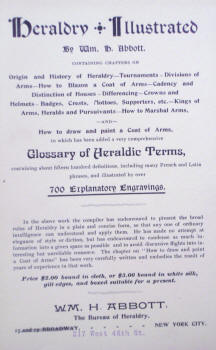 Heraldry Illustrated
By Wm. H. Abbott.
CONTAINING CHAPTERS ON
Origin and History of Heraldry—Tournaments—Divisions of
Arms—How to Blazon a Coat of Arms—Cadency and
Distinction of Houses—Differencing—Crowns and
Helmets—Badges, Crests, Mottoes, Supporters, etc.—Kings of
Arms, Heralds and Pursuivants—How to Marshal Arms,
—AND—
How to draw and paint a Coat of Arms,
to which has been added a very comprehensive
Glossary of Heraldic Terms,
containing about fifteen hundred definitions, including many French and Latin
phrases, and illustrated by over
700 Explanatory Engravings.
In the above work the compiler has endeavored to present the broad
rules of Heraldry in a plain and concise form, so that any one of ordinary
intelligence can understand and apply them. He has made no attempt at
elegance of style or diction, but has endeavored to condense as much in-
formation into a given space as possible and to avoid discursive flights into in-
teresting but unreliable romance. The chapter on "How to draw and paint
a Coat of Arms" has been very carefully written and embodies the result of
years of experience in that work.
Price $2.00 bound in cloth, or $3.00 bound in white silk,
gilt edges, and boxed suitable for a present.
WM. H. ABBOTT.
The Bureau of Heraldry.
BROADWAY, NEW YORK CITY.
217 West 46th St.